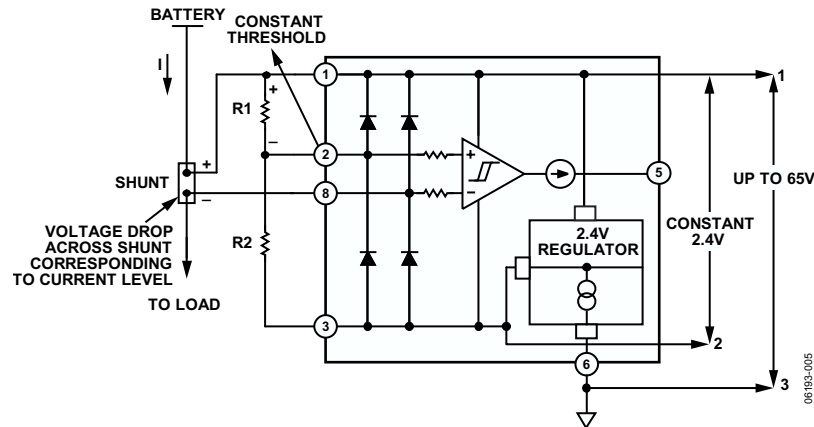 BATTERY
CONSTANT
THRESHOLD
I
1
1
+
R1
−
2
+
+
SHUNT
8
−
−
5
UP TO 65V
CONSTANT
2.4V
VOLTAGE DROP
ACROSS SHUNT
CORRESPONDING
TO CURRENT LEVEL
R2
2.4V
REGULATOR
TO LOAD
3
2
6
3
06193-005